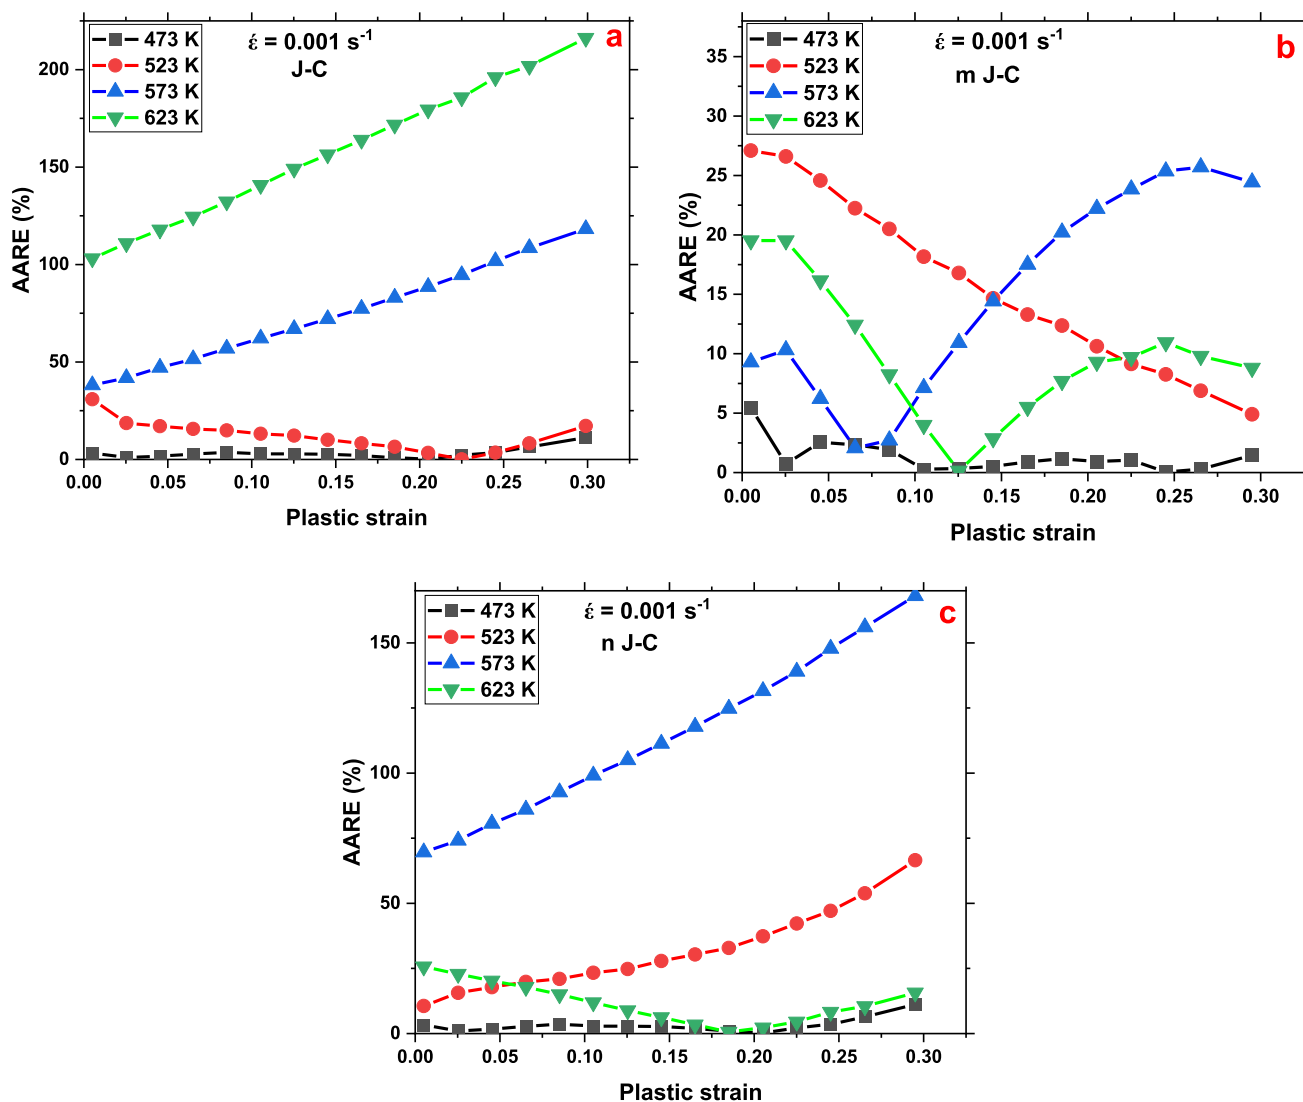 473 K
523 K
573 K
623 K
έ = 0.001 s⁻¹
J-C
a
AARE (%)
200
150
100
50
0
0.00 0.05 0.10 0.15 0.20 0.25 0.30
Plastic strain
473 K
523 K
573 K
623 K
έ = 0.001 s⁻¹
m J-C
b
AARE (%)
35
30
25
20
15
10
5
0
0.00 0.05 0.10 0.15 0.20 0.25 0.30
Plastic strain
473 K
523 K
573 K
623 K
έ = 0.001 s⁻¹
n J-C
c
AARE (%)
150
100
50
0
0.00 0.05 0.10 0.15 0.20 0.25 0.30
Plastic strain